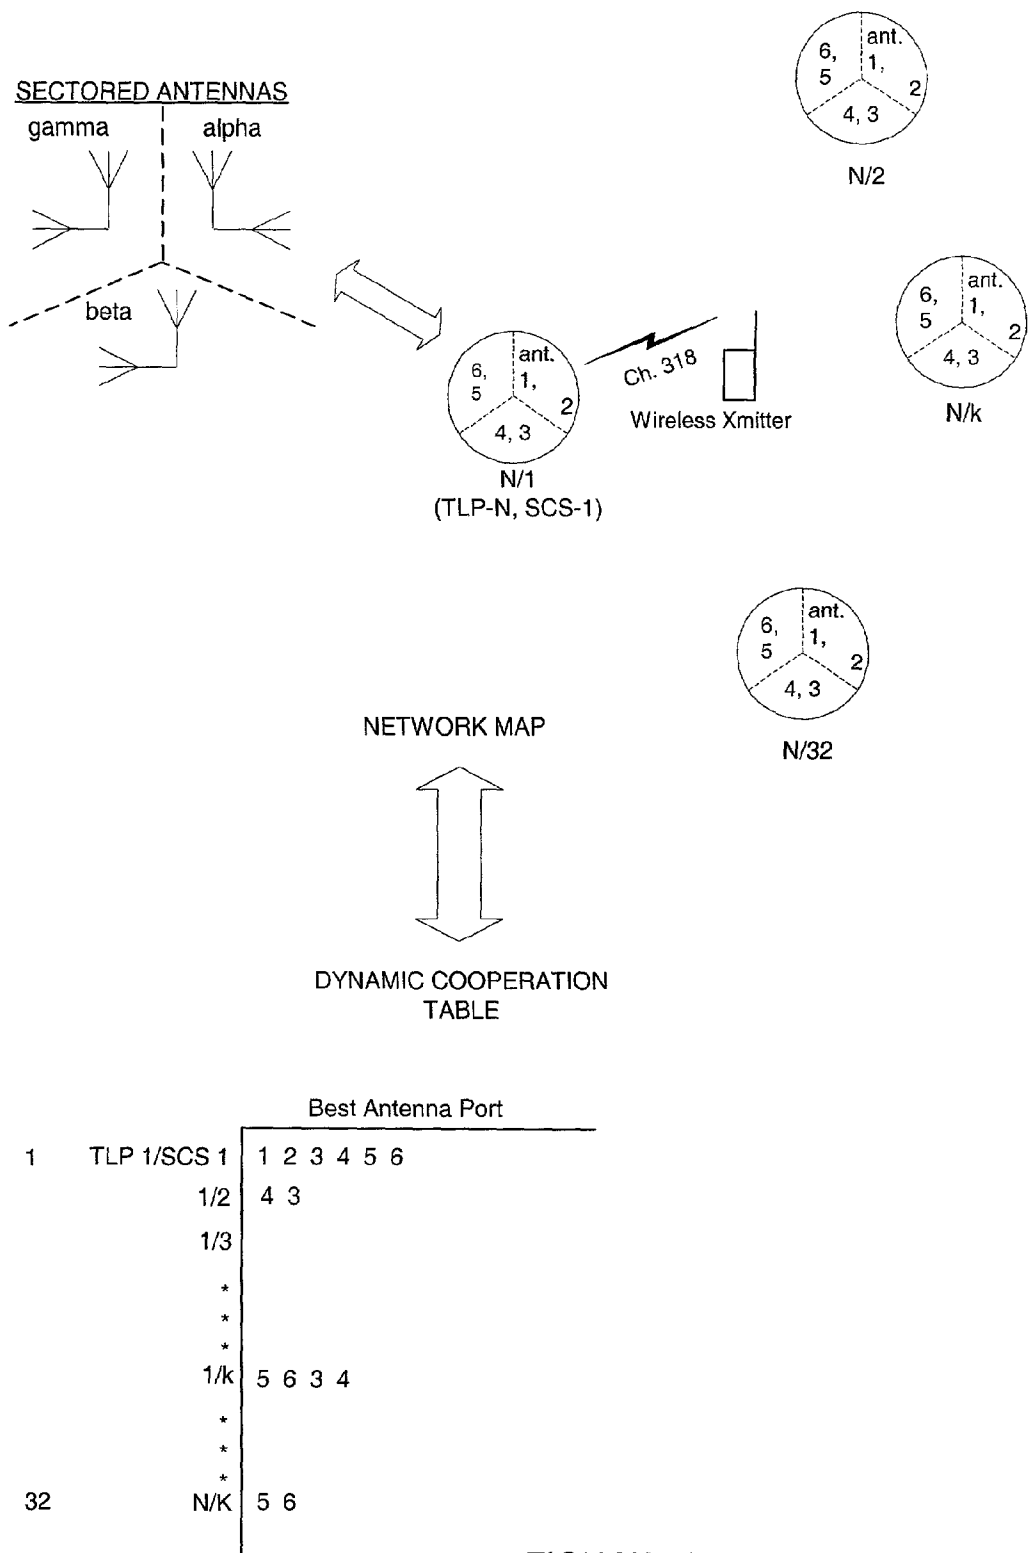 SECTORED ANTENNAS
gamma alpha
beta
6, ant.
5 1, 2
4, 3
N/2
6, ant.
5 1, 2
4, 3
N/k
6, ant.
5 1, 2
4, 3
N/1
(TLP-N, SCS-1)
Ch. 318
Wireless Xmitter
6, ant.
5 1, 2
4, 3
N/32
NETWORK MAP
DYNAMIC COOPERATION
TABLE
Best Antenna Port
1 TLP 1/SCS 1 1 2 3 4 5 6
1/2 4 3
1/3
*
*
*
1/k 5 6 3 4
*
*
*
32 N/K 5 6